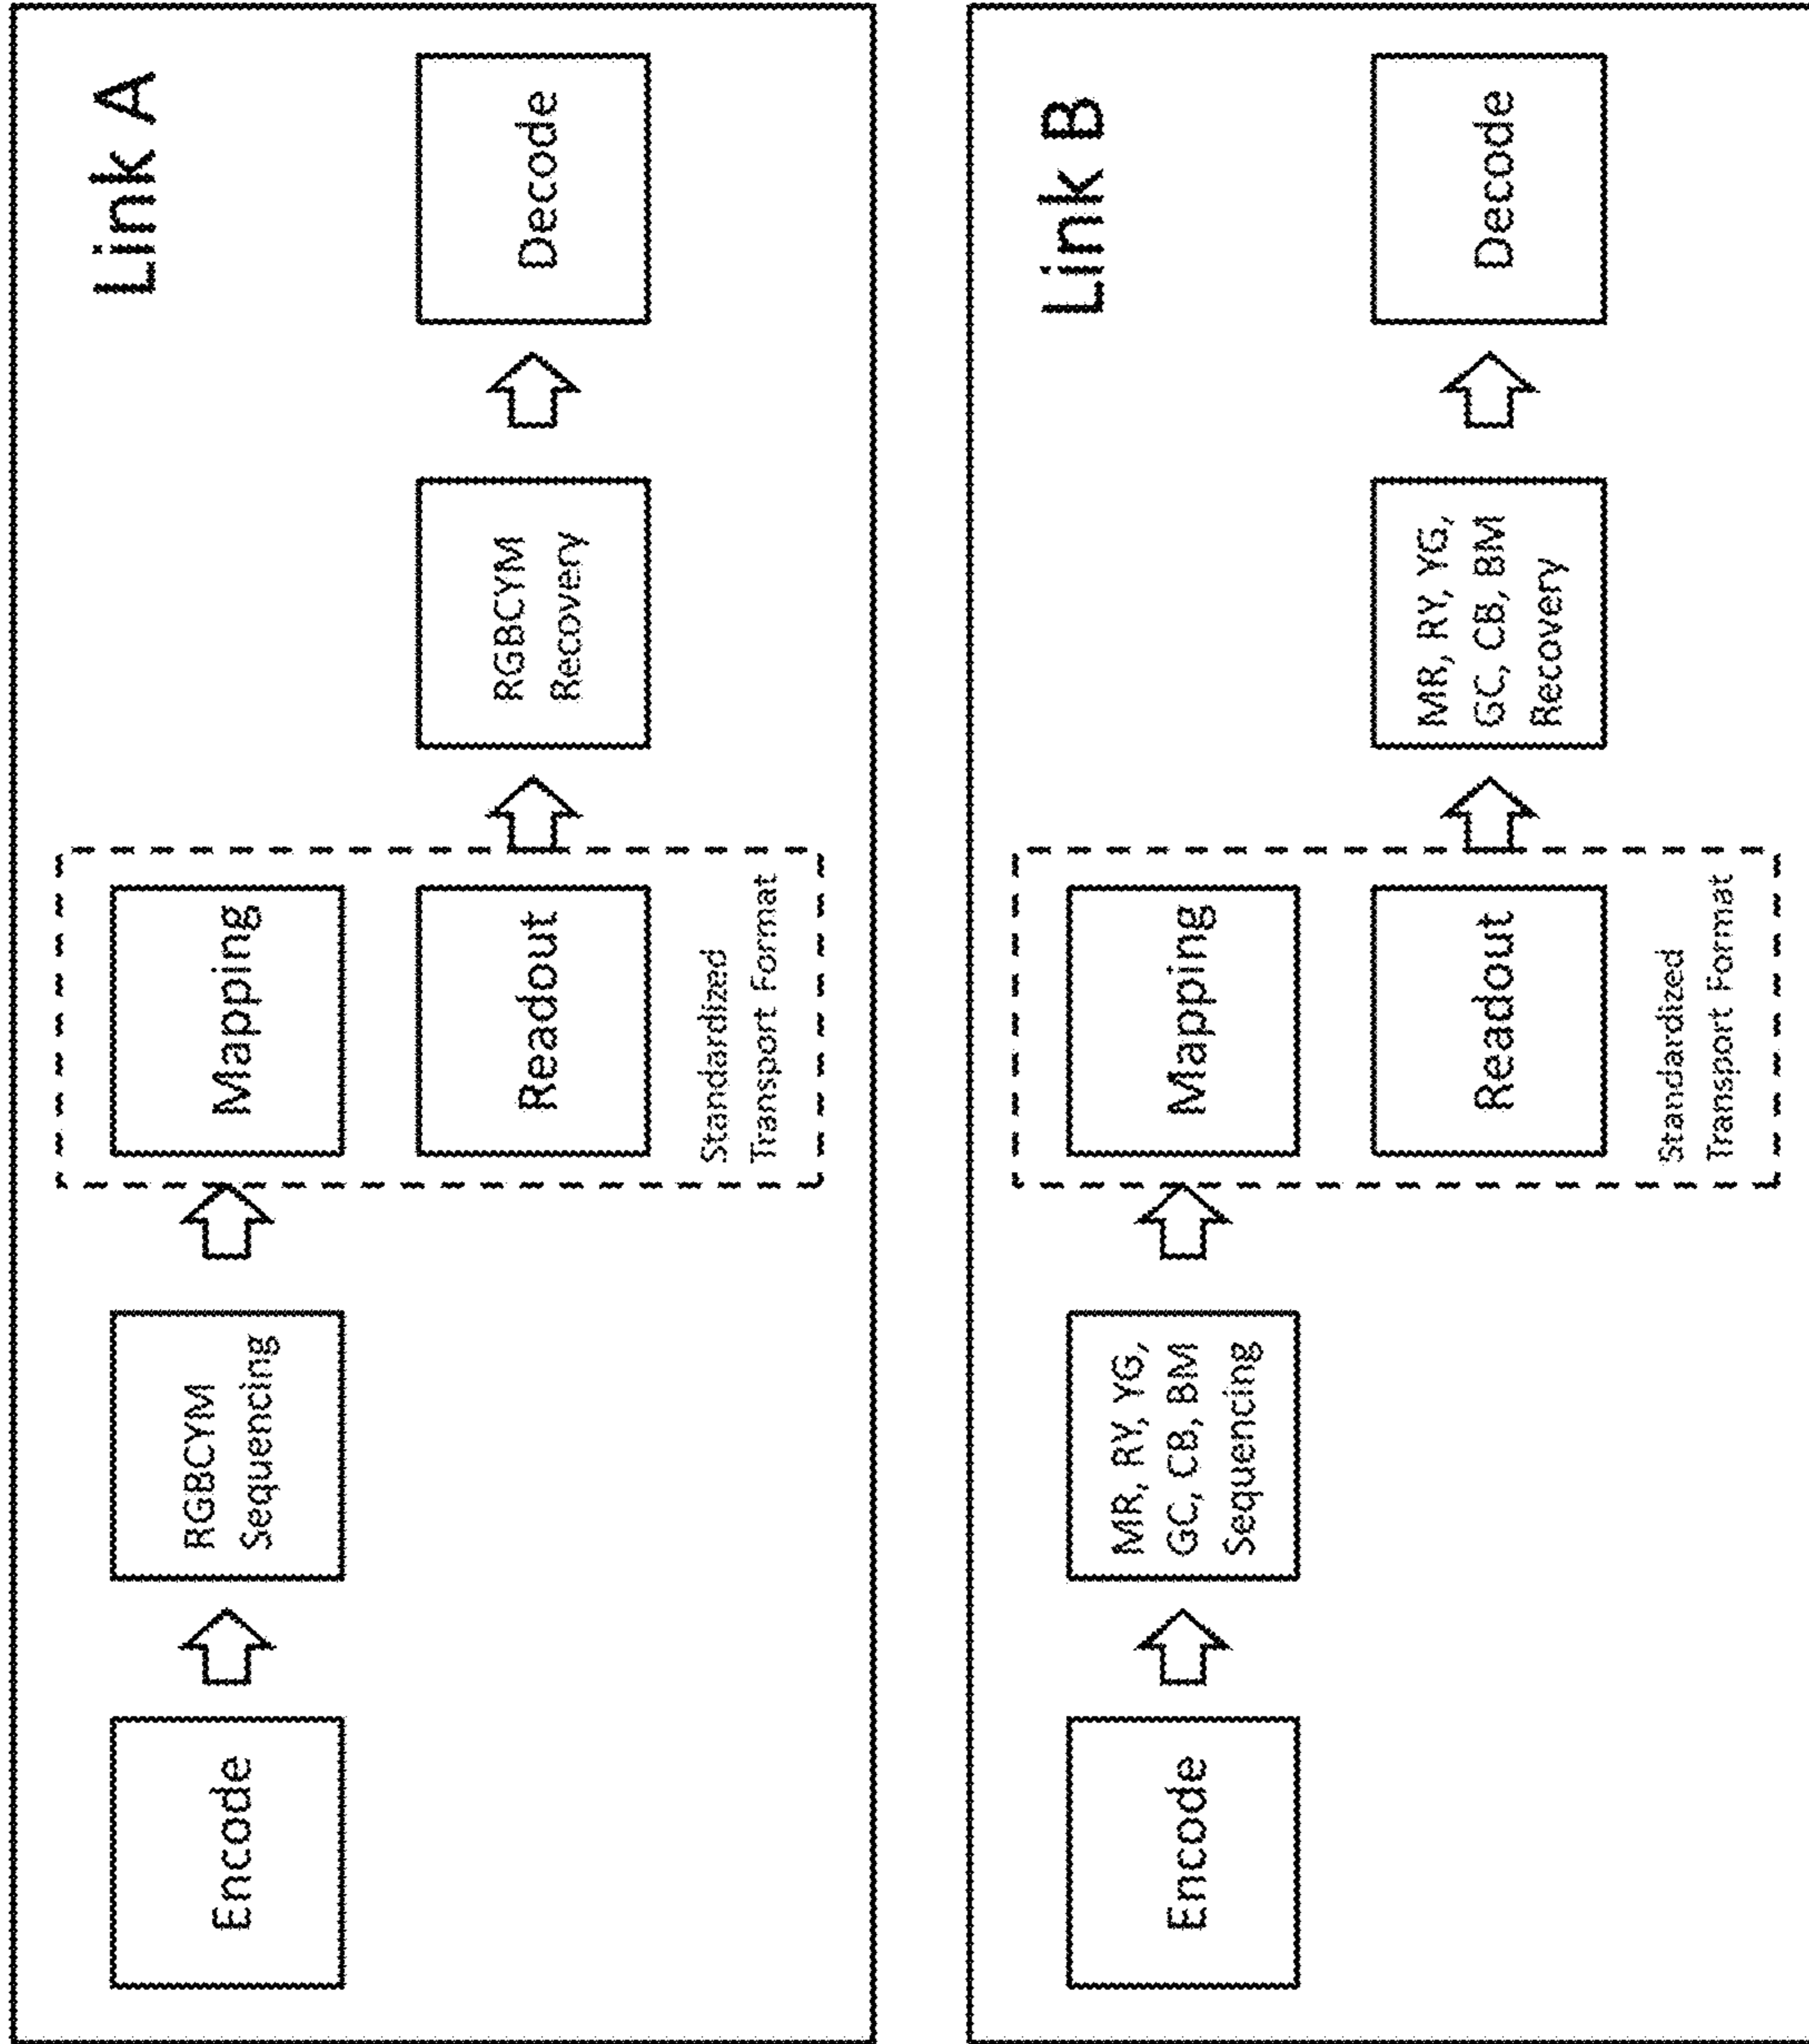 Link A
Encode
RGBCYM
Sequencing
Mapping
Readout
Standardized
Transport Format
RGBCYM
Recovery
Decode
Link B
Encode
MR, RY, YG,
GC, CB, BM
Sequencing
Mapping
Readout
Standardized
Transport Format
MR, RY, YG,
GC, CB, BM
Recovery
Decode